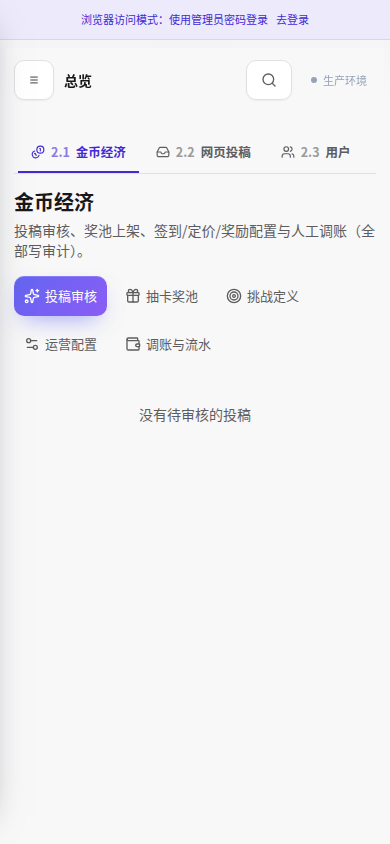 浏览器访问模式：使用管理员密码登录 去登录
总览
生产环境
2.1 金币经济 2.2 网页投稿 2.3 用户
金币经济
投稿审核、奖池上架、签到/定价/奖励配置与人工调账（全
部写审计）。
投稿审核 抽卡奖池 挑战定义
运营配置 调账与流水
没有待审核的投稿